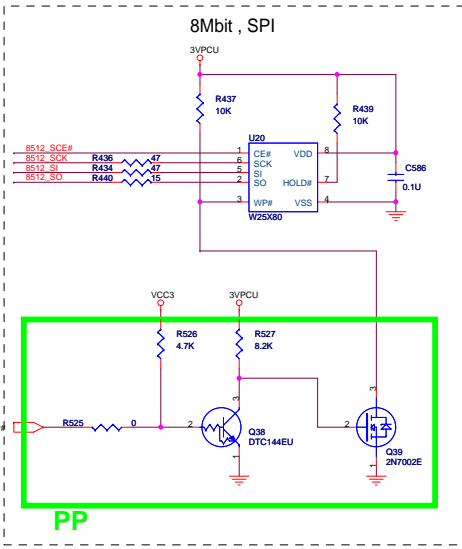 8Mbit , SPI
3VPCU
R437
10K
R439
10K
U20
8512_SCE#
8512_SCK
8512_SI
8512_SO
R436
47
R434
47
R440
15
1
6
5
2
3
CE#
SCK
SI
SO
WP#
VDD
HOLD#
VSS
8
7
4
W25X80
C586
0.1U
VCC3
3VPCU
R526
4.7K
R527
8.2K
#
R525
0
2
3
1
Q38
DTC144EU
2
3
1
Q39
2N7002E
PP